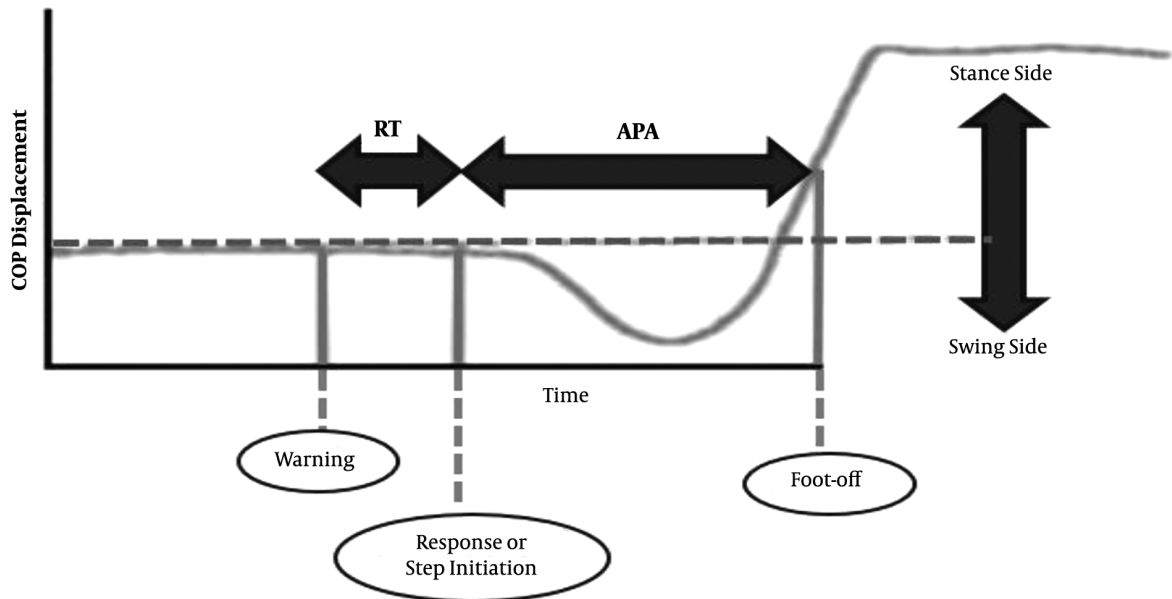 Stance Side
RT
APA
COP Displacement
Swing Side
Time
Warning
Foot-off
Response or
Step Initiation